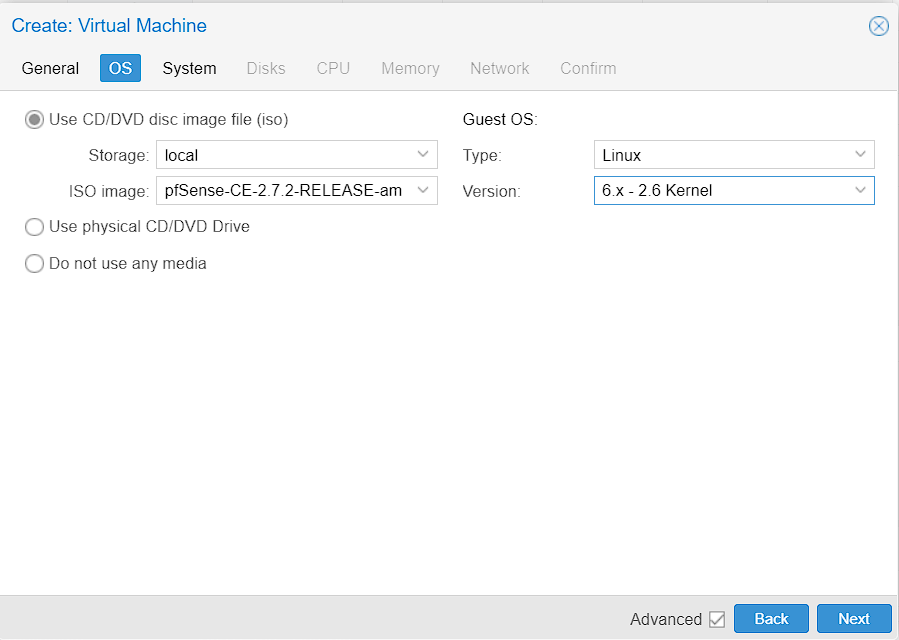 Create: Virtual Machine
General OS System Disks CPU Memory Network Confirm
Use CD/DVD disc image file (iso)
Storage: local
ISO image: pfSense-CE-2.7.2-RELEASE-am
Use physical CD/DVD Drive
Do not use any media
Guest OS:
Type: Linux
Version: 6.x - 2.6 Kernel
Advanced Back Next